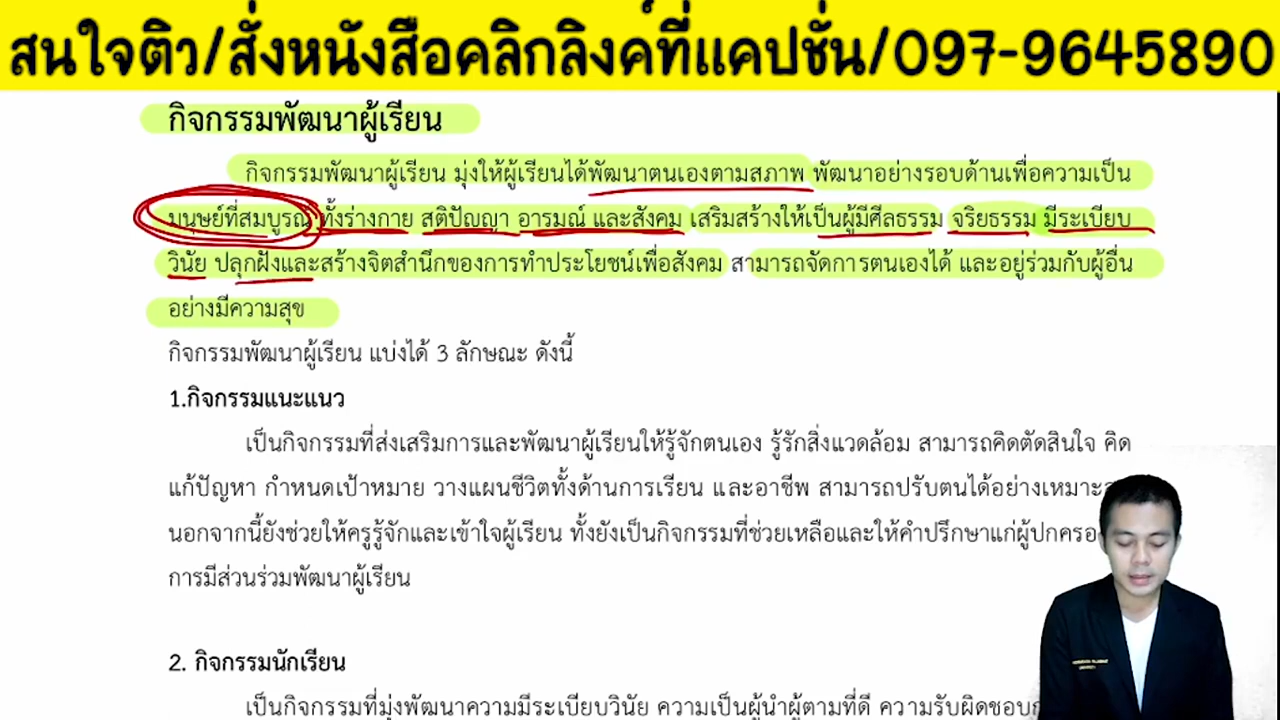 สนใจติว/สั่งหนังสือคลิกลิงค์ที่แคปชั่น/097-9645890
กิจกรรมพัฒนาผู้เรียน
กิจกรรมพัฒนาผู้เรียน มุ่งให้ผู้เรียนได้พัฒนาตนเองตามสภาพ พัฒนาอย่างรอบด้านเพื่อความเป็น
มนุษย์ที่สมบูรณ์ ทั้งร่างกาย สติปัญญา อารมณ์ และสังคม เสริมสร้างให้เป็นผู้มีศีลธรรม จริยธรรม มีระเบียบ
วินัย ปลุกฝังและสร้างจิตสำนึกของการทำประโยชน์เพื่อสังคม สามารถจัดการตนเองได้ และอยู่ร่วมกับผู้อื่น
อย่างมีความสุข
กิจกรรมพัฒนาผู้เรียน แบ่งได้ 3 ลักษณะ ดังนี้
1.กิจกรรมแนะแนว
เป็นกิจกรรมที่ส่งเสริมการและพัฒนาผู้เรียนให้รู้จักตนเอง รู้รักสิ่งแวดล้อม สามารถคิดตัดสินใจ คิด
แก้ปัญหา กำหนดเป้าหมาย วางแผนชีวิตทั้งด้านการเรียน และอาชีพ สามารถปรับตนได้อย่างเหมาะส
นอกจากนี้ยังช่วยให้ครูรู้จักและเข้าใจผู้เรียน ทั้งยังเป็นกิจกรรมที่ช่วยเหลือและให้คำปรึกษาแก่ผู้ปกครอ
การมีส่วนร่วมพัฒนาผู้เรียน
2. กิจกรรมนักเรียน
เป็นกิจกรรมที่มุ่งพัฒนาความมีระเบียบวินัย ความเป็นผู้นำผู้ตามที่ดี ความรับผิดชอบ